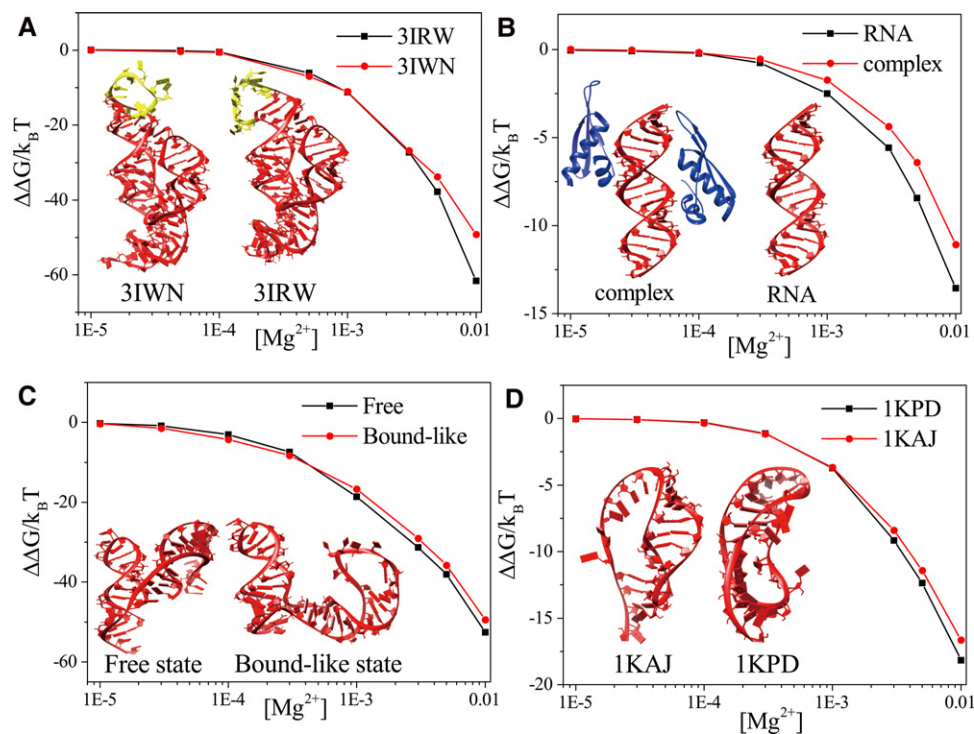 A
3IRW
3IWN
ΔΔG/k_BT
0
-20
-40
-60
3IWN
3IRW
1E-5
1E-4
1E-3
0.01
[Mg²⁺]
B
RNA
complex
ΔΔG/k_BT
0
-5
-10
-15
complex
RNA
1E-5
1E-4
1E-3
0.01
[Mg²⁺]
C
Free
Bound-like
ΔΔG/k_BT
0
-20
-40
-60
Free state
Bound-like state
1E-5
1E-4
1E-3
0.01
[Mg²⁺]
D
1KPD
1KAJ
ΔΔG/k_BT
0
-5
-10
-15
-20
1KAJ
1KPD
1E-5
1E-4
1E-3
0.01
[Mg²⁺]